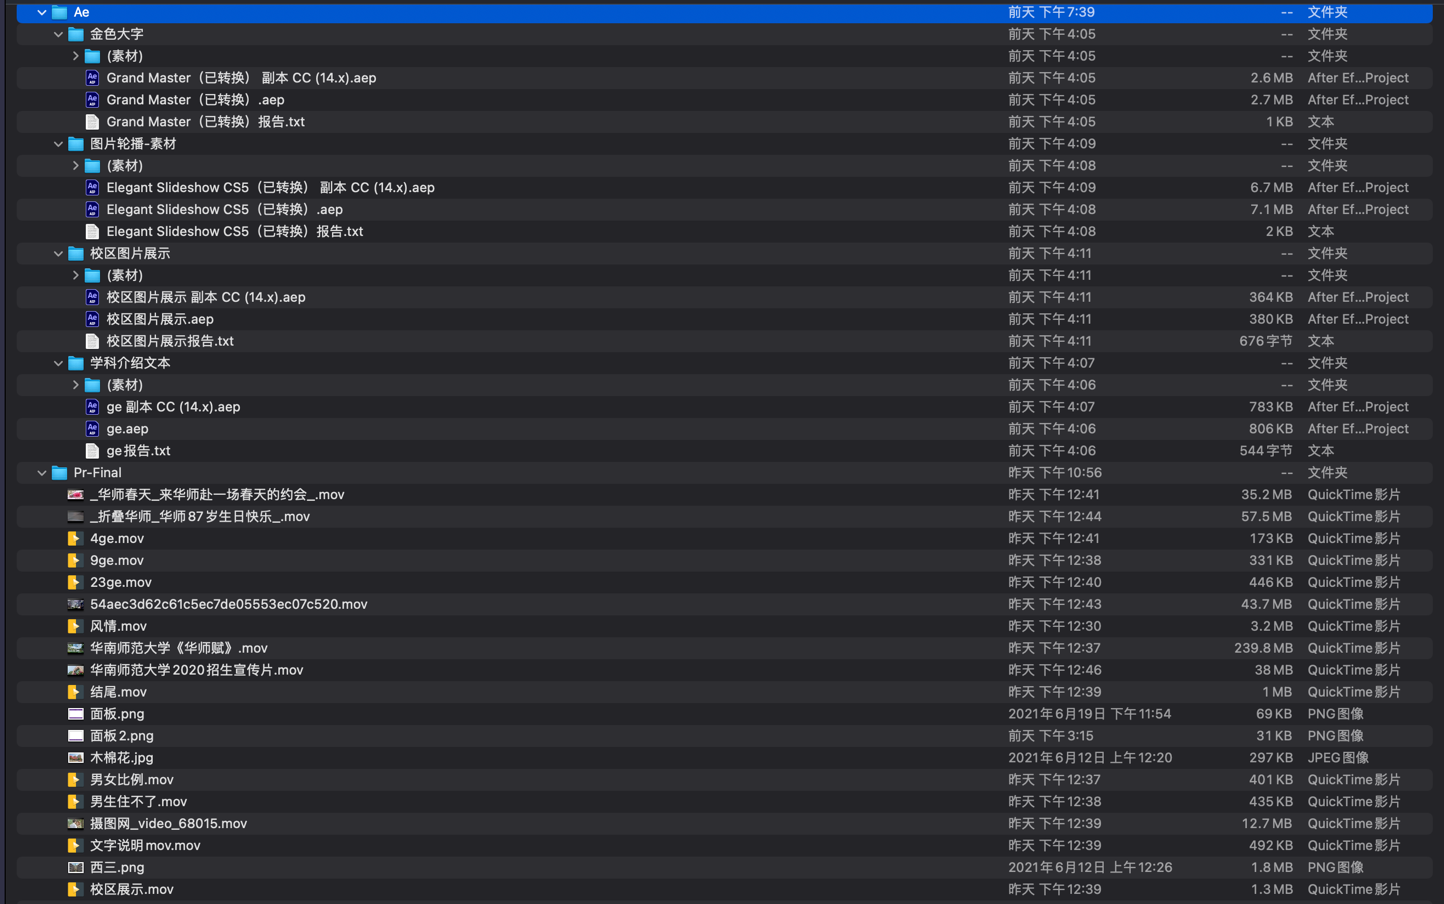 Ae 前天 下午7:39 -- 文件夹
金色大字 前天 下午4:05 -- 文件夹
(素材) 前天 下午4:05 -- 文件夹
Grand Master（已转换） 副本 CC (14.x).aep 前天 下午4:05 2.6 MB After Ef...Project
Grand Master（已转换）.aep 前天 下午4:05 2.7 MB After Ef...Project
Grand Master（已转换）报告.txt 前天 下午4:05 1 KB 文本
图片轮播-素材 前天 下午4:09 -- 文件夹
(素材) 前天 下午4:08 -- 文件夹
Elegant Slideshow CS5（已转换） 副本 CC (14.x).aep 前天 下午4:09 6.7 MB After Ef...Project
Elegant Slideshow CS5（已转换）.aep 前天 下午4:08 7.1 MB After Ef...Project
Elegant Slideshow CS5（已转换）报告.txt 前天 下午4:08 2 KB 文本
校区图片展示 前天 下午4:11 -- 文件夹
(素材) 前天 下午4:11 -- 文件夹
校区图片展示 副本 CC (14.x).aep 前天 下午4:11 364 KB After Ef...Project
校区图片展示.aep 前天 下午4:11 380 KB After Ef...Project
校区图片展示报告.txt 前天 下午4:11 676字节 文本
学科介绍文本 前天 下午4:07 -- 文件夹
(素材) 前天 下午4:06 -- 文件夹
ge 副本 CC (14.x).aep 前天 下午4:07 783 KB After Ef...Project
ge.aep 前天 下午4:06 806 KB After Ef...Project
ge报告.txt 前天 下午4:06 544字节 文本
Pr-Final 昨天 下午10:56 -- 文件夹
_华师春天_来华师赴一场春天的约会_.mov 昨天 下午12:41 35.2 MB QuickTime影片
_折叠华师_华师87岁生日快乐_.mov 昨天 下午12:44 57.5 MB QuickTime影片
4ge.mov 昨天 下午12:41 173 KB QuickTime影片
9ge.mov 昨天 下午12:38 331 KB QuickTime影片
23ge.mov 昨天 下午12:40 446 KB QuickTime影片
54aec3d62c61c5ec7de05553ec07c520.mov 昨天 下午12:43 43.7 MB QuickTime影片
风情.mov 昨天 下午12:30 3.2 MB QuickTime影片
华南师范大学《华师赋》.mov 昨天 下午12:37 239.8 MB QuickTime影片
华南师范大学2020招生宣传片.mov 昨天 下午12:46 38 MB QuickTime影片
结尾.mov 昨天 下午12:39 1 MB QuickTime影片
面板.png 2021年6月19日 下午11:54 69 KB PNG图像
面板2.png 前天 下午3:15 31 KB PNG图像
木棉花.jpg 2021年6月12日 上午12:20 297 KB JPEG图像
男女比例.mov 昨天 下午12:37 401 KB QuickTime影片
男生住不了.mov 昨天 下午12:38 435 KB QuickTime影片
摄图网_video_68015.mov 昨天 下午12:39 12.7 MB QuickTime影片
文字说明mov.mov 昨天 下午12:39 492 KB QuickTime影片
西三.png 2021年6月12日 上午12:26 1.8 MB PNG图像
校区展示.mov 昨天 下午12:39 1.3 MB QuickTime影片